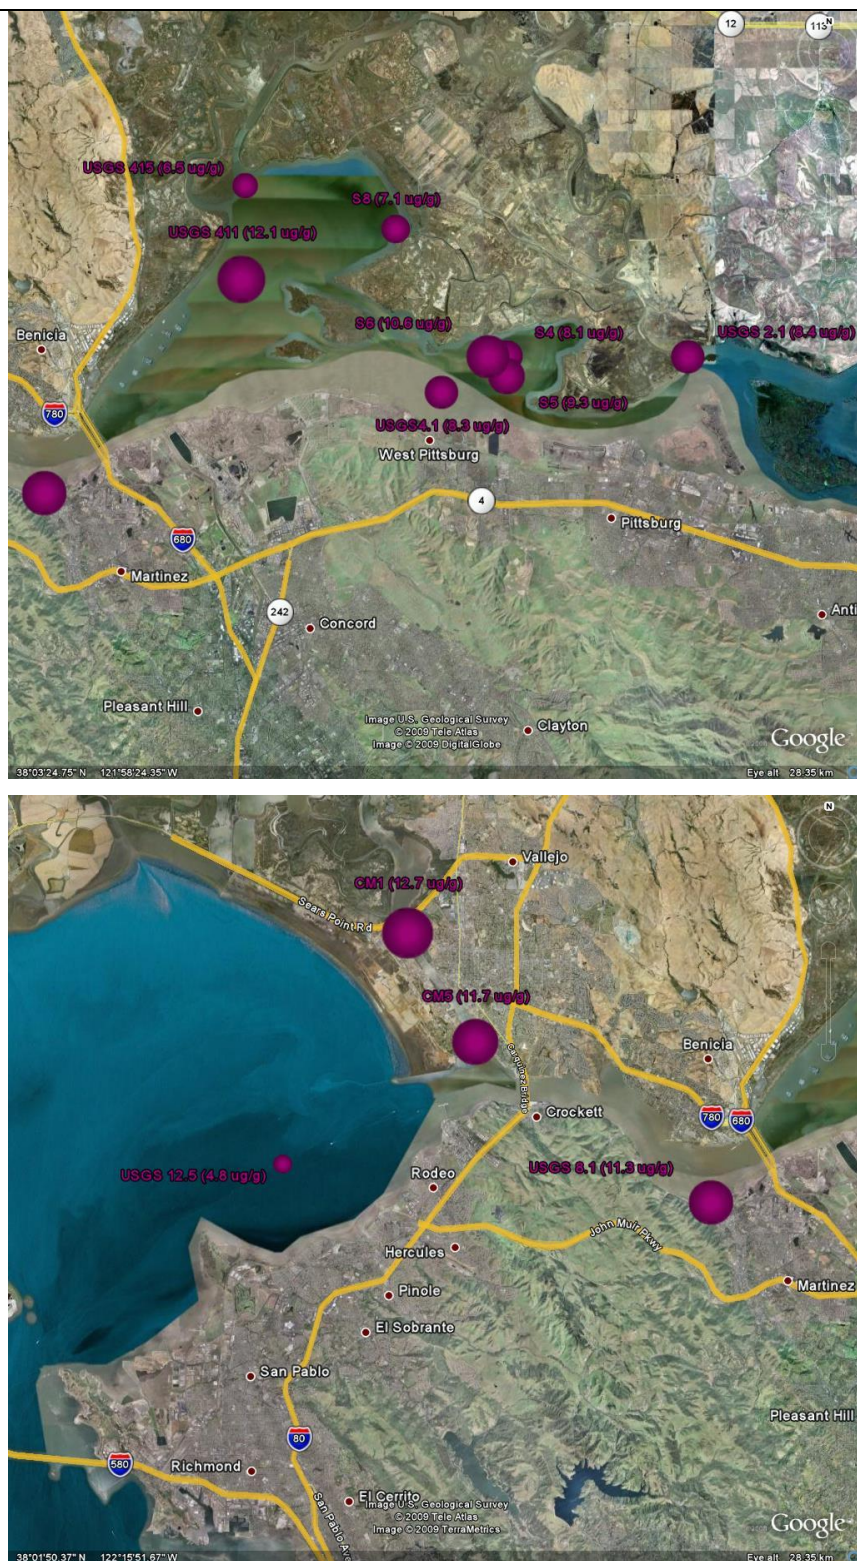 12
113
N
USGS 415 (6.5 ug/g)
S8 (7.1 ug/g)
USGS 411 (12.1 ug/g)
S6 (10.6 ug/g)
S4 (8.1 ug/g)
USGS 2.1 (8.4 ug/g)
Benicia
780
S5 (9.3 ug/g)
USGS4.1 (8.3 ug/g)
West Pittsburg
4
Pittsburg
680
Martinez
242
Concord
Anti
Pleasant Hill
Image U.S. Geological Survey
© 2009 Tele Atlas
Image © 2009 DigitalGlobe
Clayton
Google
38°03'24.75" N 121°58'24.35" W
Eye alt 28.35 km
N
Vallejo
CM1 (12.7 ug/g)
Sears Point Rd
CM5 (11.7 ug/g)
Benicia
Carquinez Bridge
Crockett
780
680
USGS 12.5 (4.8 ug/g)
Rodeo
USGS 8.1 (11.3 ug/g)
John Muir Pkwy
Hercules
Martinez
Pinole
El Sobrante
San Pablo
Pleasant Hill
80
580
Richmond
El Cerrito
San Pablo Ave
Image U.S. Geological Survey
© 2009 Tele Atlas
Image © 2009 TerraMetrics
Google
38°01'50.37" N 122°15'51.67" W
Eye alt 28.35 km